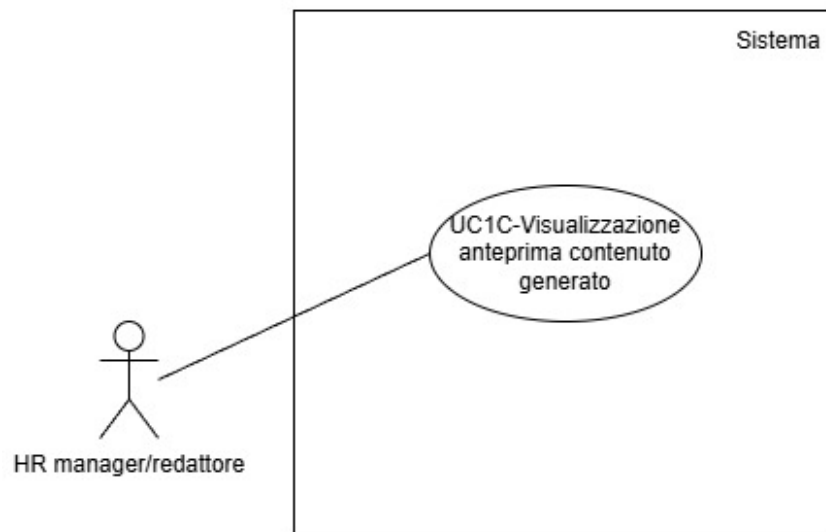 Sistema
UC1C-Visualizzazione
anteprima contenuto
generato
HR manager/redattore